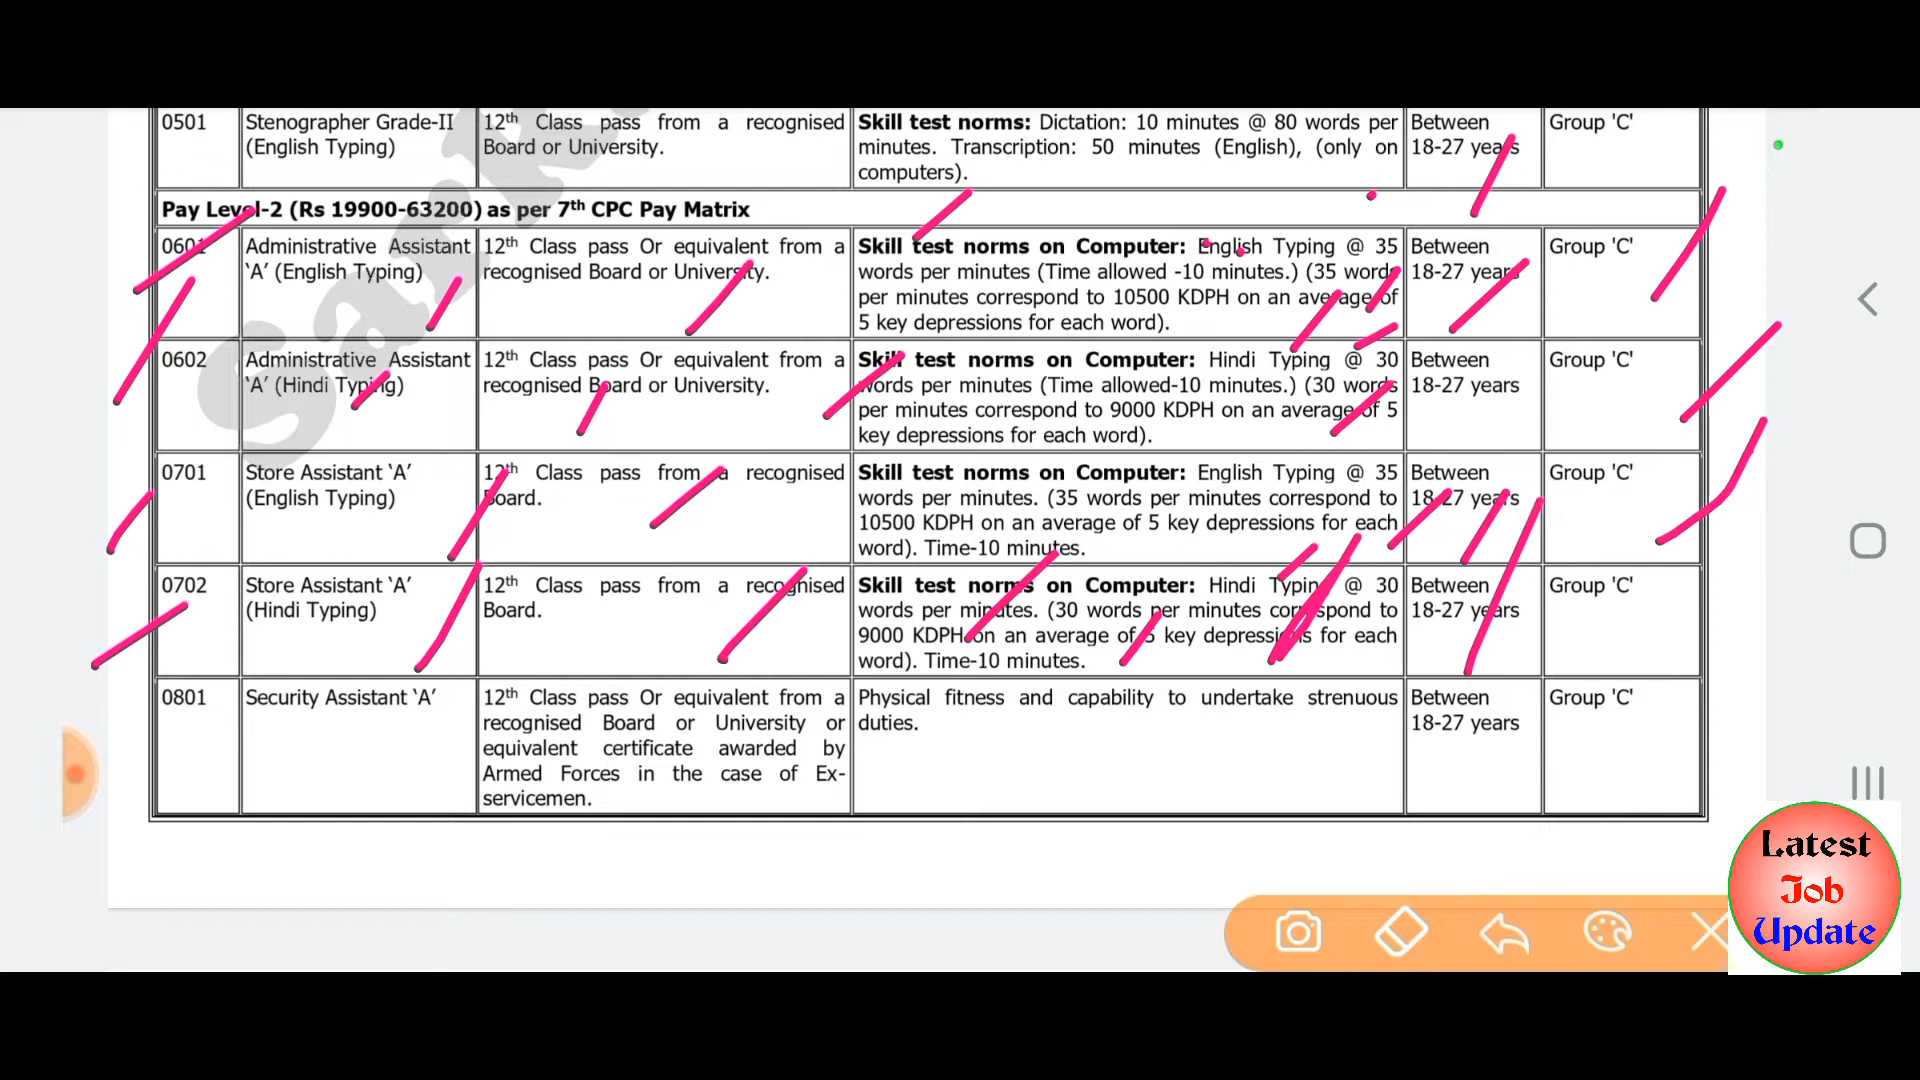 0501 Stenographer Grade-II 12th Class pass from a recognised Skill test norms: Dictation: 10 minutes @ 80 words per Between Group 'C'
(English Typing) Board or University. minutes. Transcription: 50 minutes (English), (only on 18-27 years
computers).
Pay Level-2 (Rs 19900-63200) as per 7th CPC Pay Matrix
0601 Administrative Assistant 12th Class pass Or equivalent from a Skill test norms on Computer: English Typing @ 35 Between Group 'C'
‘A’ (English Typing) recognised Board or University. words per minutes (Time allowed -10 minutes.) (35 words 18-27 years
per minutes correspond to 10500 KDPH on an average of
5 key depressions for each word).
0602 Administrative Assistant 12th Class pass Or equivalent from a Skill test norms on Computer: Hindi Typing @ 30 Between Group 'C'
‘A’ (Hindi Typing) recognised Board or University. words per minutes (Time allowed-10 minutes.) (30 words 18-27 years
per minutes correspond to 9000 KDPH on an average of 5
key depressions for each word).
0701 Store Assistant ‘A’ 12th Class pass from a recognised Skill test norms on Computer: English Typing @ 35 Between Group 'C'
(English Typing) Board. words per minutes. (35 words per minutes correspond to 18-27 years
10500 KDPH on an average of 5 key depressions for each
word). Time-10 minutes.
0702 Store Assistant ‘A’ 12th Class pass from a recognised Skill test norms on Computer: Hindi Typing @ 30 Between Group 'C'
(Hindi Typing) Board. words per minutes. (30 words per minutes correspond to 18-27 years
9000 KDPH on an average of 5 key depressions for each
word). Time-10 minutes.
0801 Security Assistant ‘A’ 12th Class pass Or equivalent from a Physical fitness and capability to undertake strenuous Between Group 'C'
recognised Board or University or duties. 18-27 years
equivalent certificate awarded by
Armed Forces in the case of Ex-
servicemen.
Latest
Job
Update